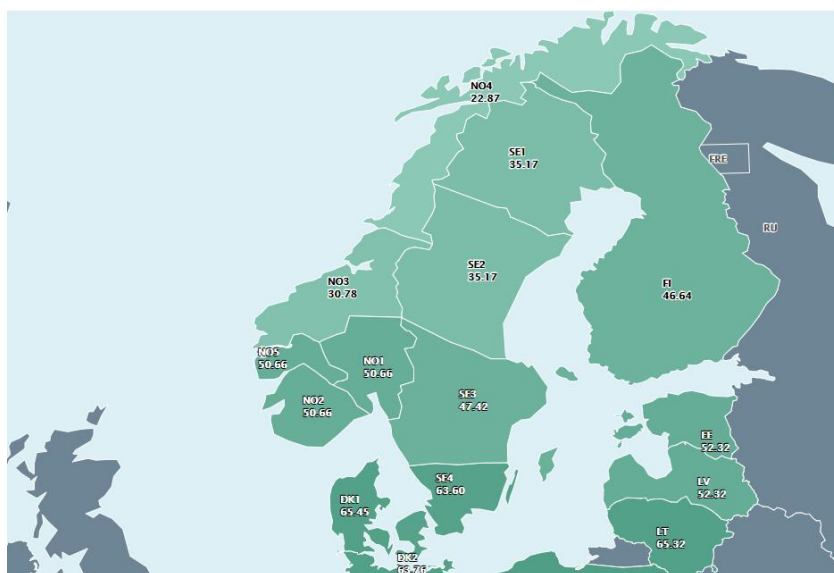 NO4
22.87
SE1
35.17
FRE
RU
SE2
35.17
NO3
30.78
FI
46.64
NO5
50.66
NO1
50.66
NO2
50.66
SE3
47.42
EE
52.32
SE4
63.60
LV
52.32
DK1
65.45
LT
65.32
DK2
63.76